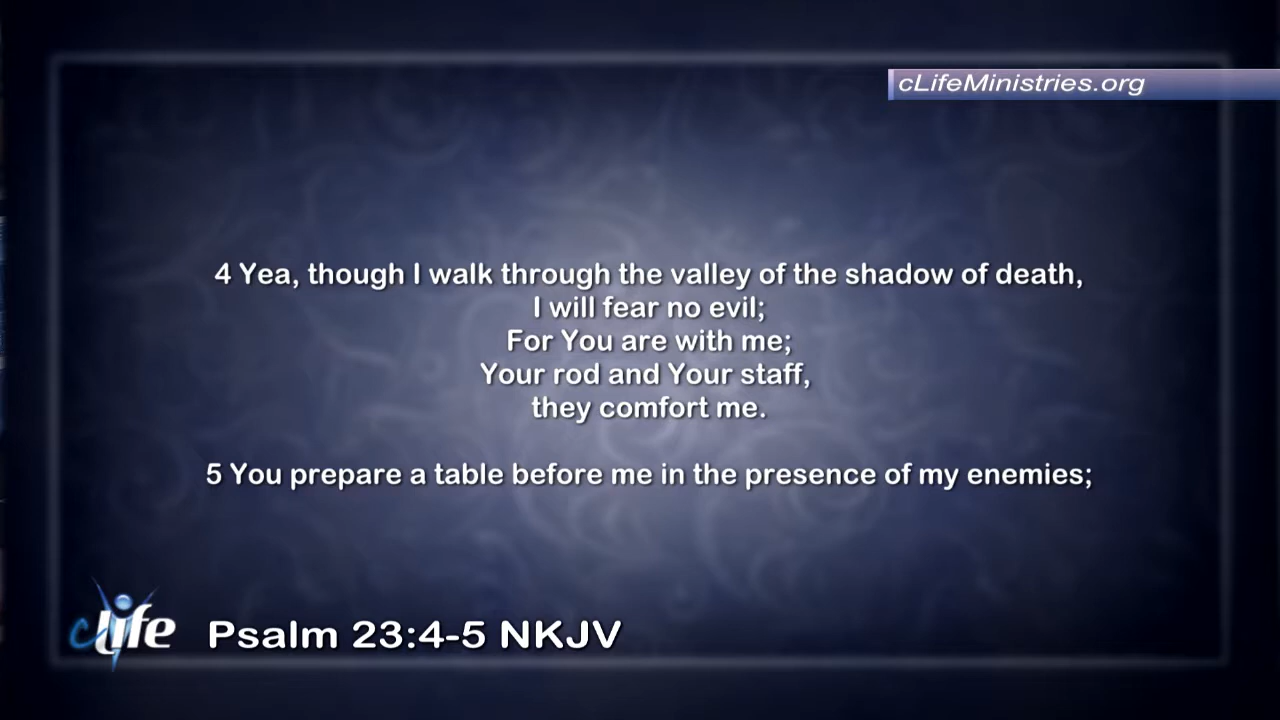 cLifeMinistries.org
4 Yea, though I walk through the valley of the shadow of death,
I will fear no evil;
For You are with me;
Your rod and Your staff,
they comfort me.
5 You prepare a table before me in the presence of my enemies;
cLife
Psalm 23:4-5 NKJV